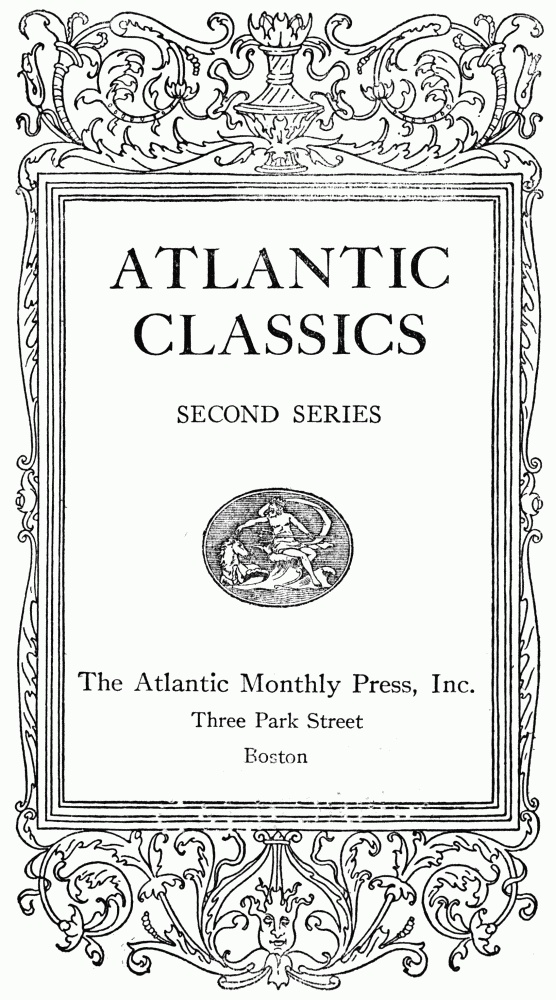 ATLANTIC
CLASSICS
SECOND SERIES
The Atlantic Monthly Press, Inc.
Three Park Street
Boston